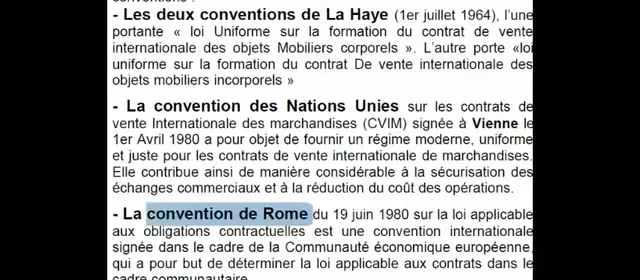 conventions :
- Les deux conventions de La Haye (1er juillet 1964), l'une
portante « loi Uniforme sur la formation du contrat de vente
internationale des objets Mobiliers corporels ». L'autre porte «loi
uniforme sur la formation du contrat De vente internationale des
objets mobiliers incorporels »
- La convention des Nations Unies sur les contrats de
vente Internationale des marchandises (CVIM) signée à Vienne le
1er Avril 1980 a pour objet de fournir un régime moderne, uniforme
et juste pour les contrats de vente internationale de marchandises.
Elle contribue ainsi de manière considérable à la sécurisation des
échanges commerciaux et à la réduction du coût des opérations.
- La convention de Rome du 19 juin 1980 sur la loi applicable
aux obligations contractuelles est une convention internationale
signée dans le cadre de la Communauté économique européenne,
qui a pour but de déterminer la loi applicable aux contrats dans le
cadre communautaire